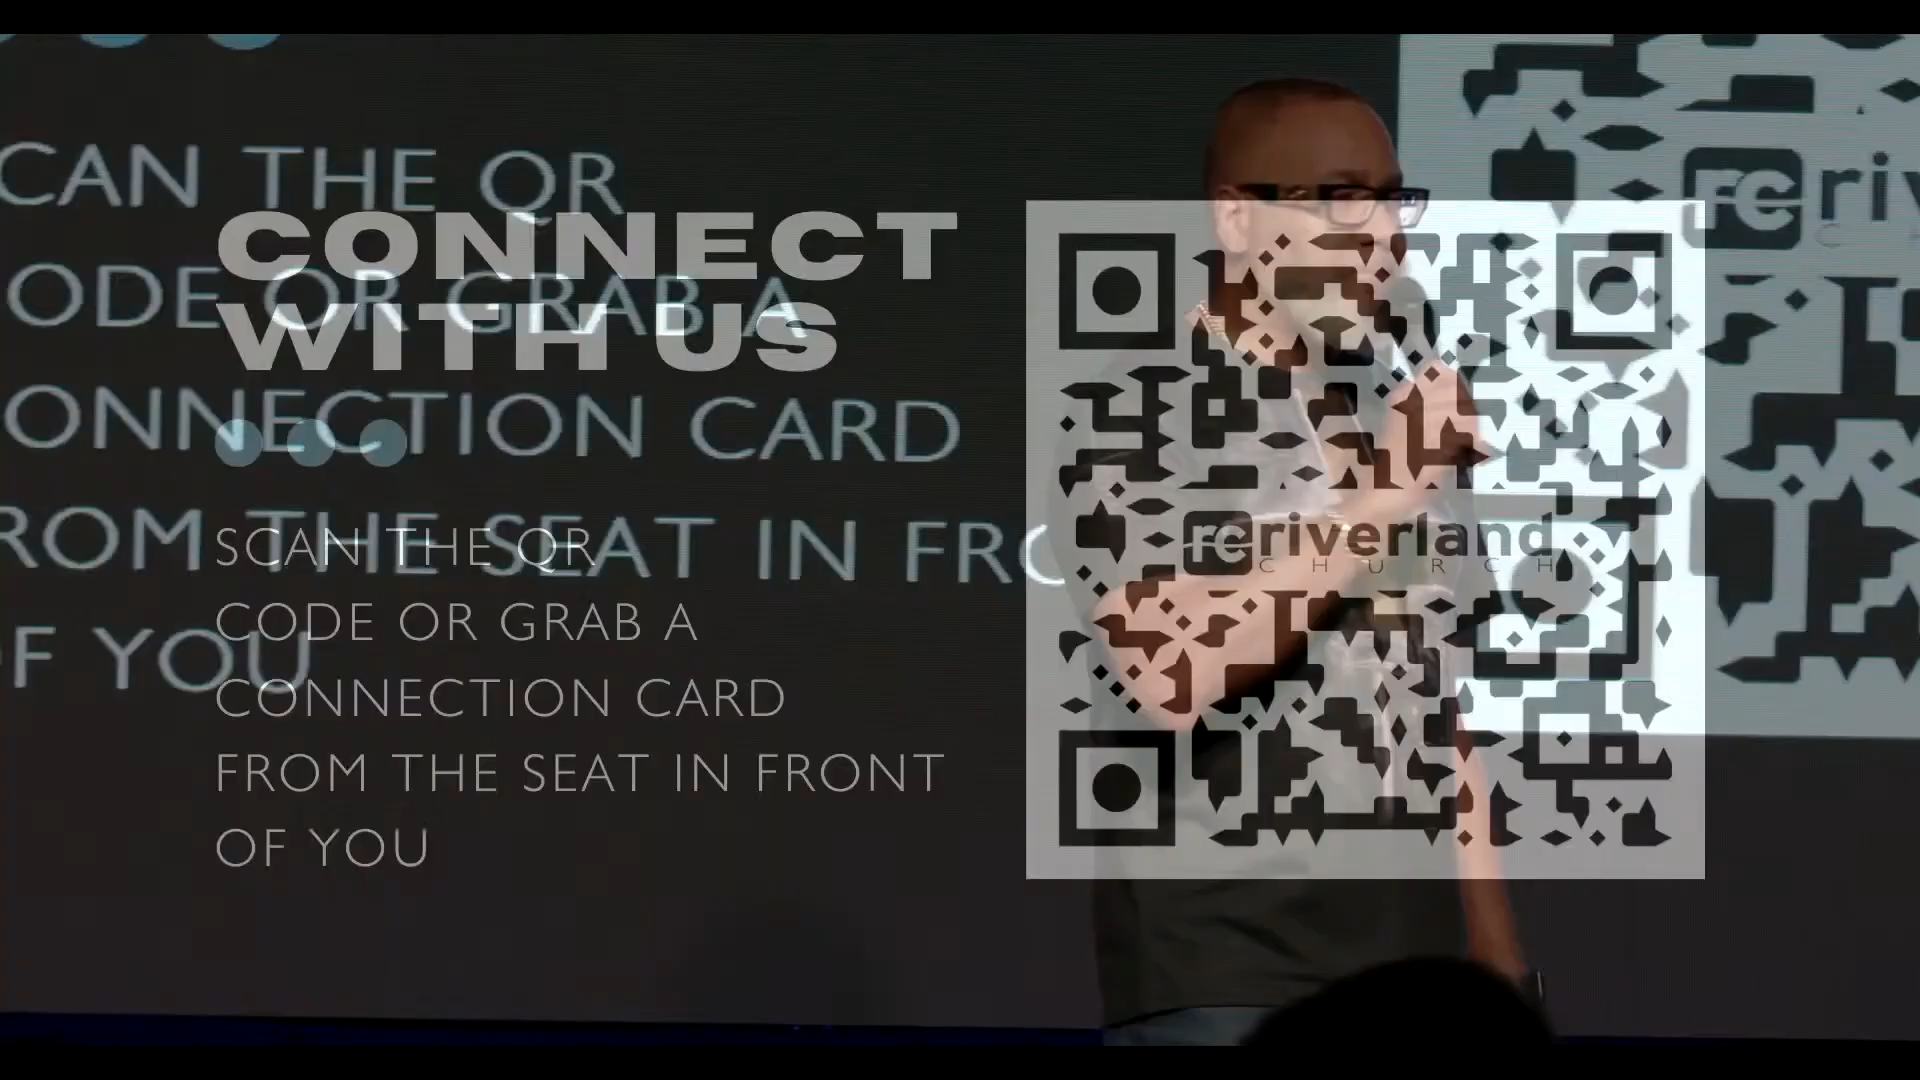 CONNECT
WITH US
SCAN THE QR
CODE OR GRAB A
CONNECTION CARD
FROM THE SEAT IN FRONT
OF YOU
rc riverland
CHURCH
CAN THE QR
ODE OR GRAB A
ONNECTION CARD
ROM THE SEAT IN FRO
OF YOU
rc riv
C H